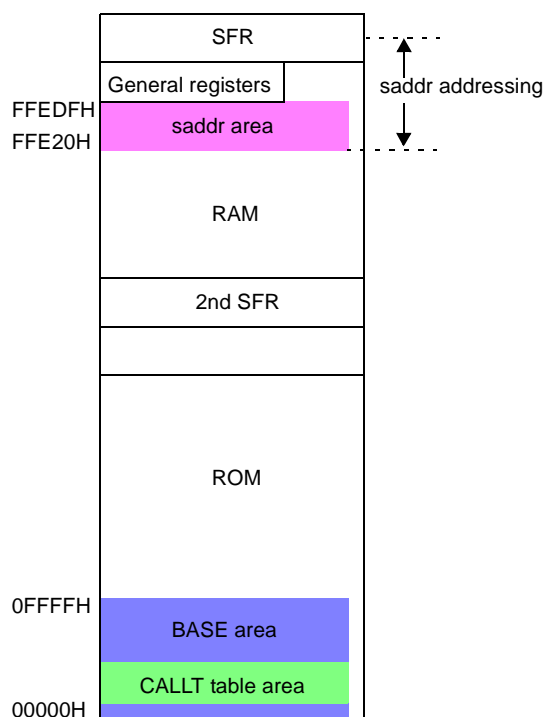 SFR
General registers
saddr addressing
FFEDFH
saddr area
FFE20H
RAM
2nd SFR
ROM
0FFFFH
BASE area
CALLT table area
00000H